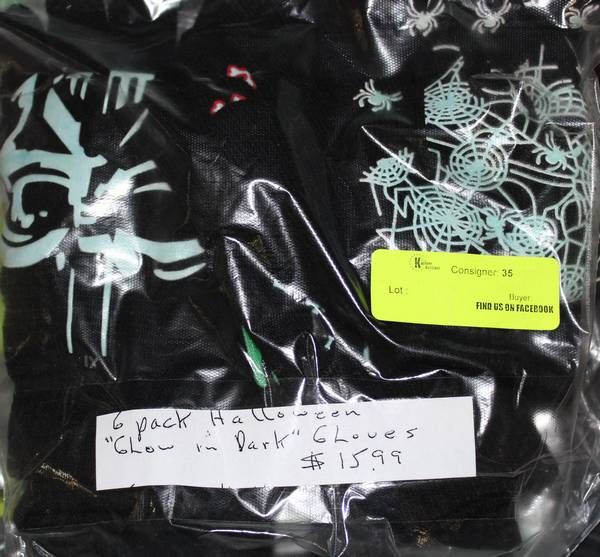 Consigner: 35
Lot :
Buyer
FIND US ON FACEBOOK
6 pack Halloween
"Glow in Dark" Gloves
$ 15.99